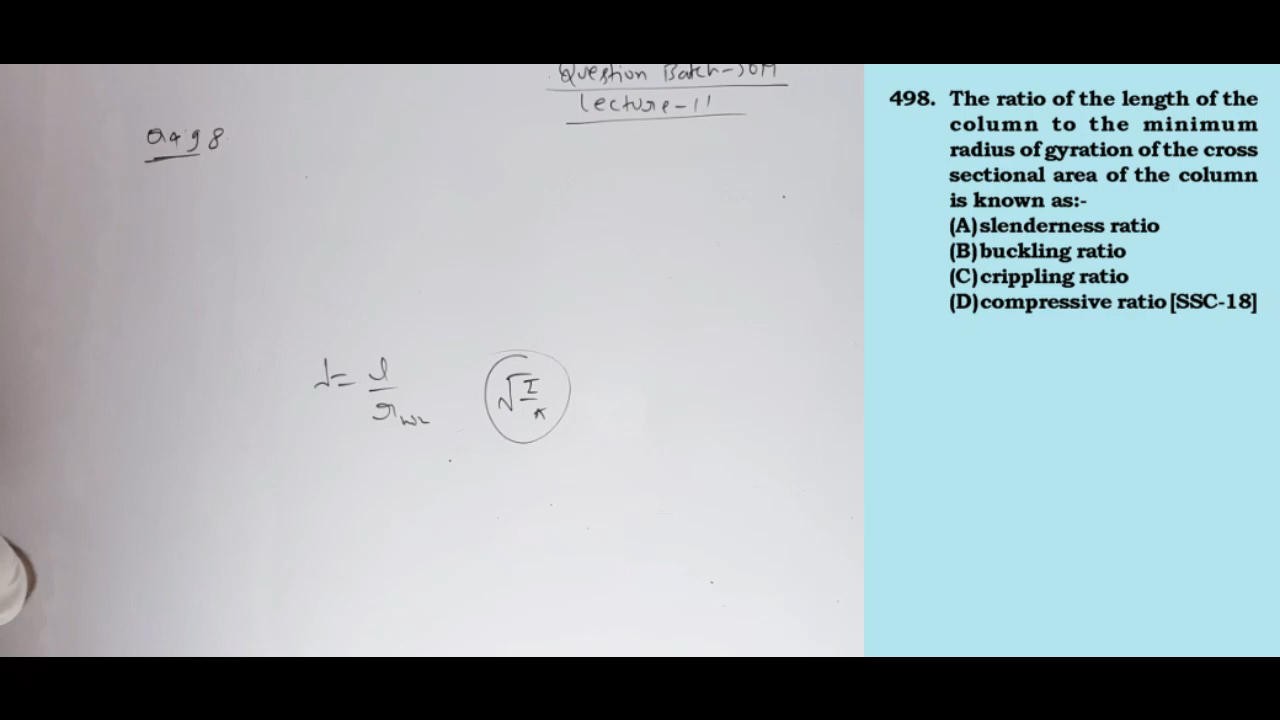 Question Batch-SOM
Lecture-11
Q498
λ= l
r min
√I
A
498. The ratio of the length of the
column to the minimum
radius of gyration of the cross
sectional area of the column
is known as:-
(A)slenderness ratio
(B)buckling ratio
(C)crippling ratio
(D)compressive ratio [SSC-18]